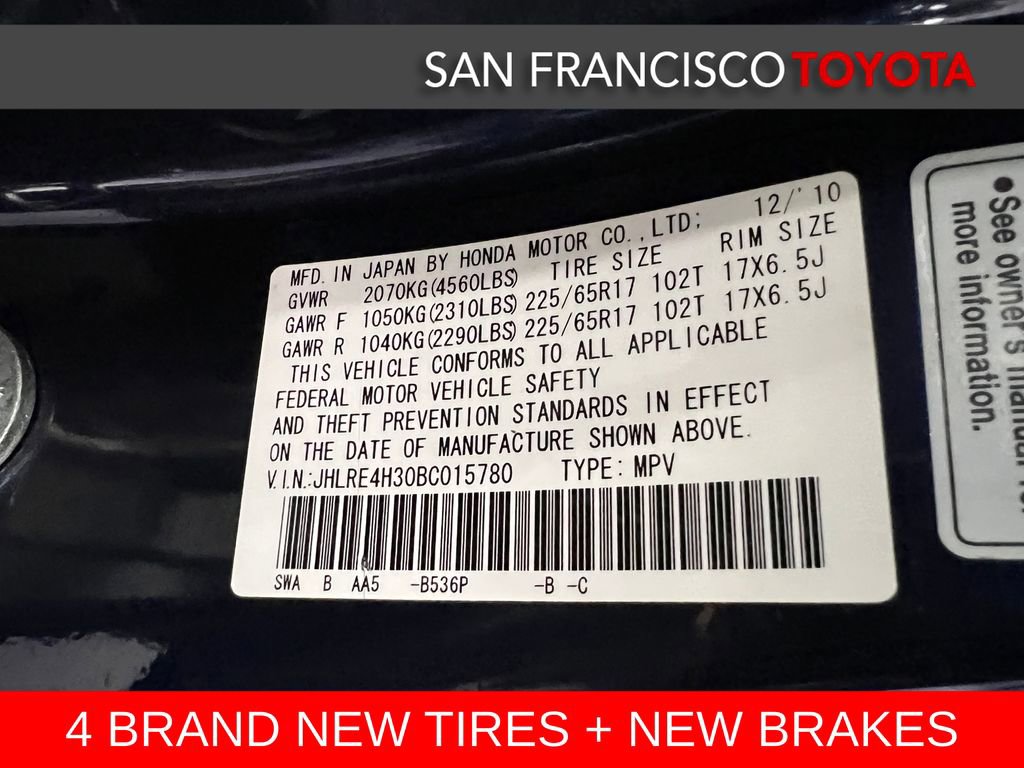 SAN FRANCISCO TOYOTA
MFD. IN JAPAN BY HONDA MOTOR CO., LTD; 12/'10
GVWR 2070KG(4560LBS) TIRE SIZE RIM SIZE
GAWR F 1050KG(2310LBS) 225/65R17 102T 17X6.5J
GAWR R 1040KG(2290LBS) 225/65R17 102T 17X6.5J
THIS VEHICLE CONFORMS TO ALL APPLICABLE
FEDERAL MOTOR VEHICLE SAFETY
AND THEFT PREVENTION STANDARDS IN EFFECT
ON THE DATE OF MANUFACTURE SHOWN ABOVE.
V.I.N.:JHLRE4H30BC015780 TYPE: MPV
SWA B AA5 -B536P -B -C
•See owner's manual for
more information.
4 BRAND NEW TIRES + NEW BRAKES